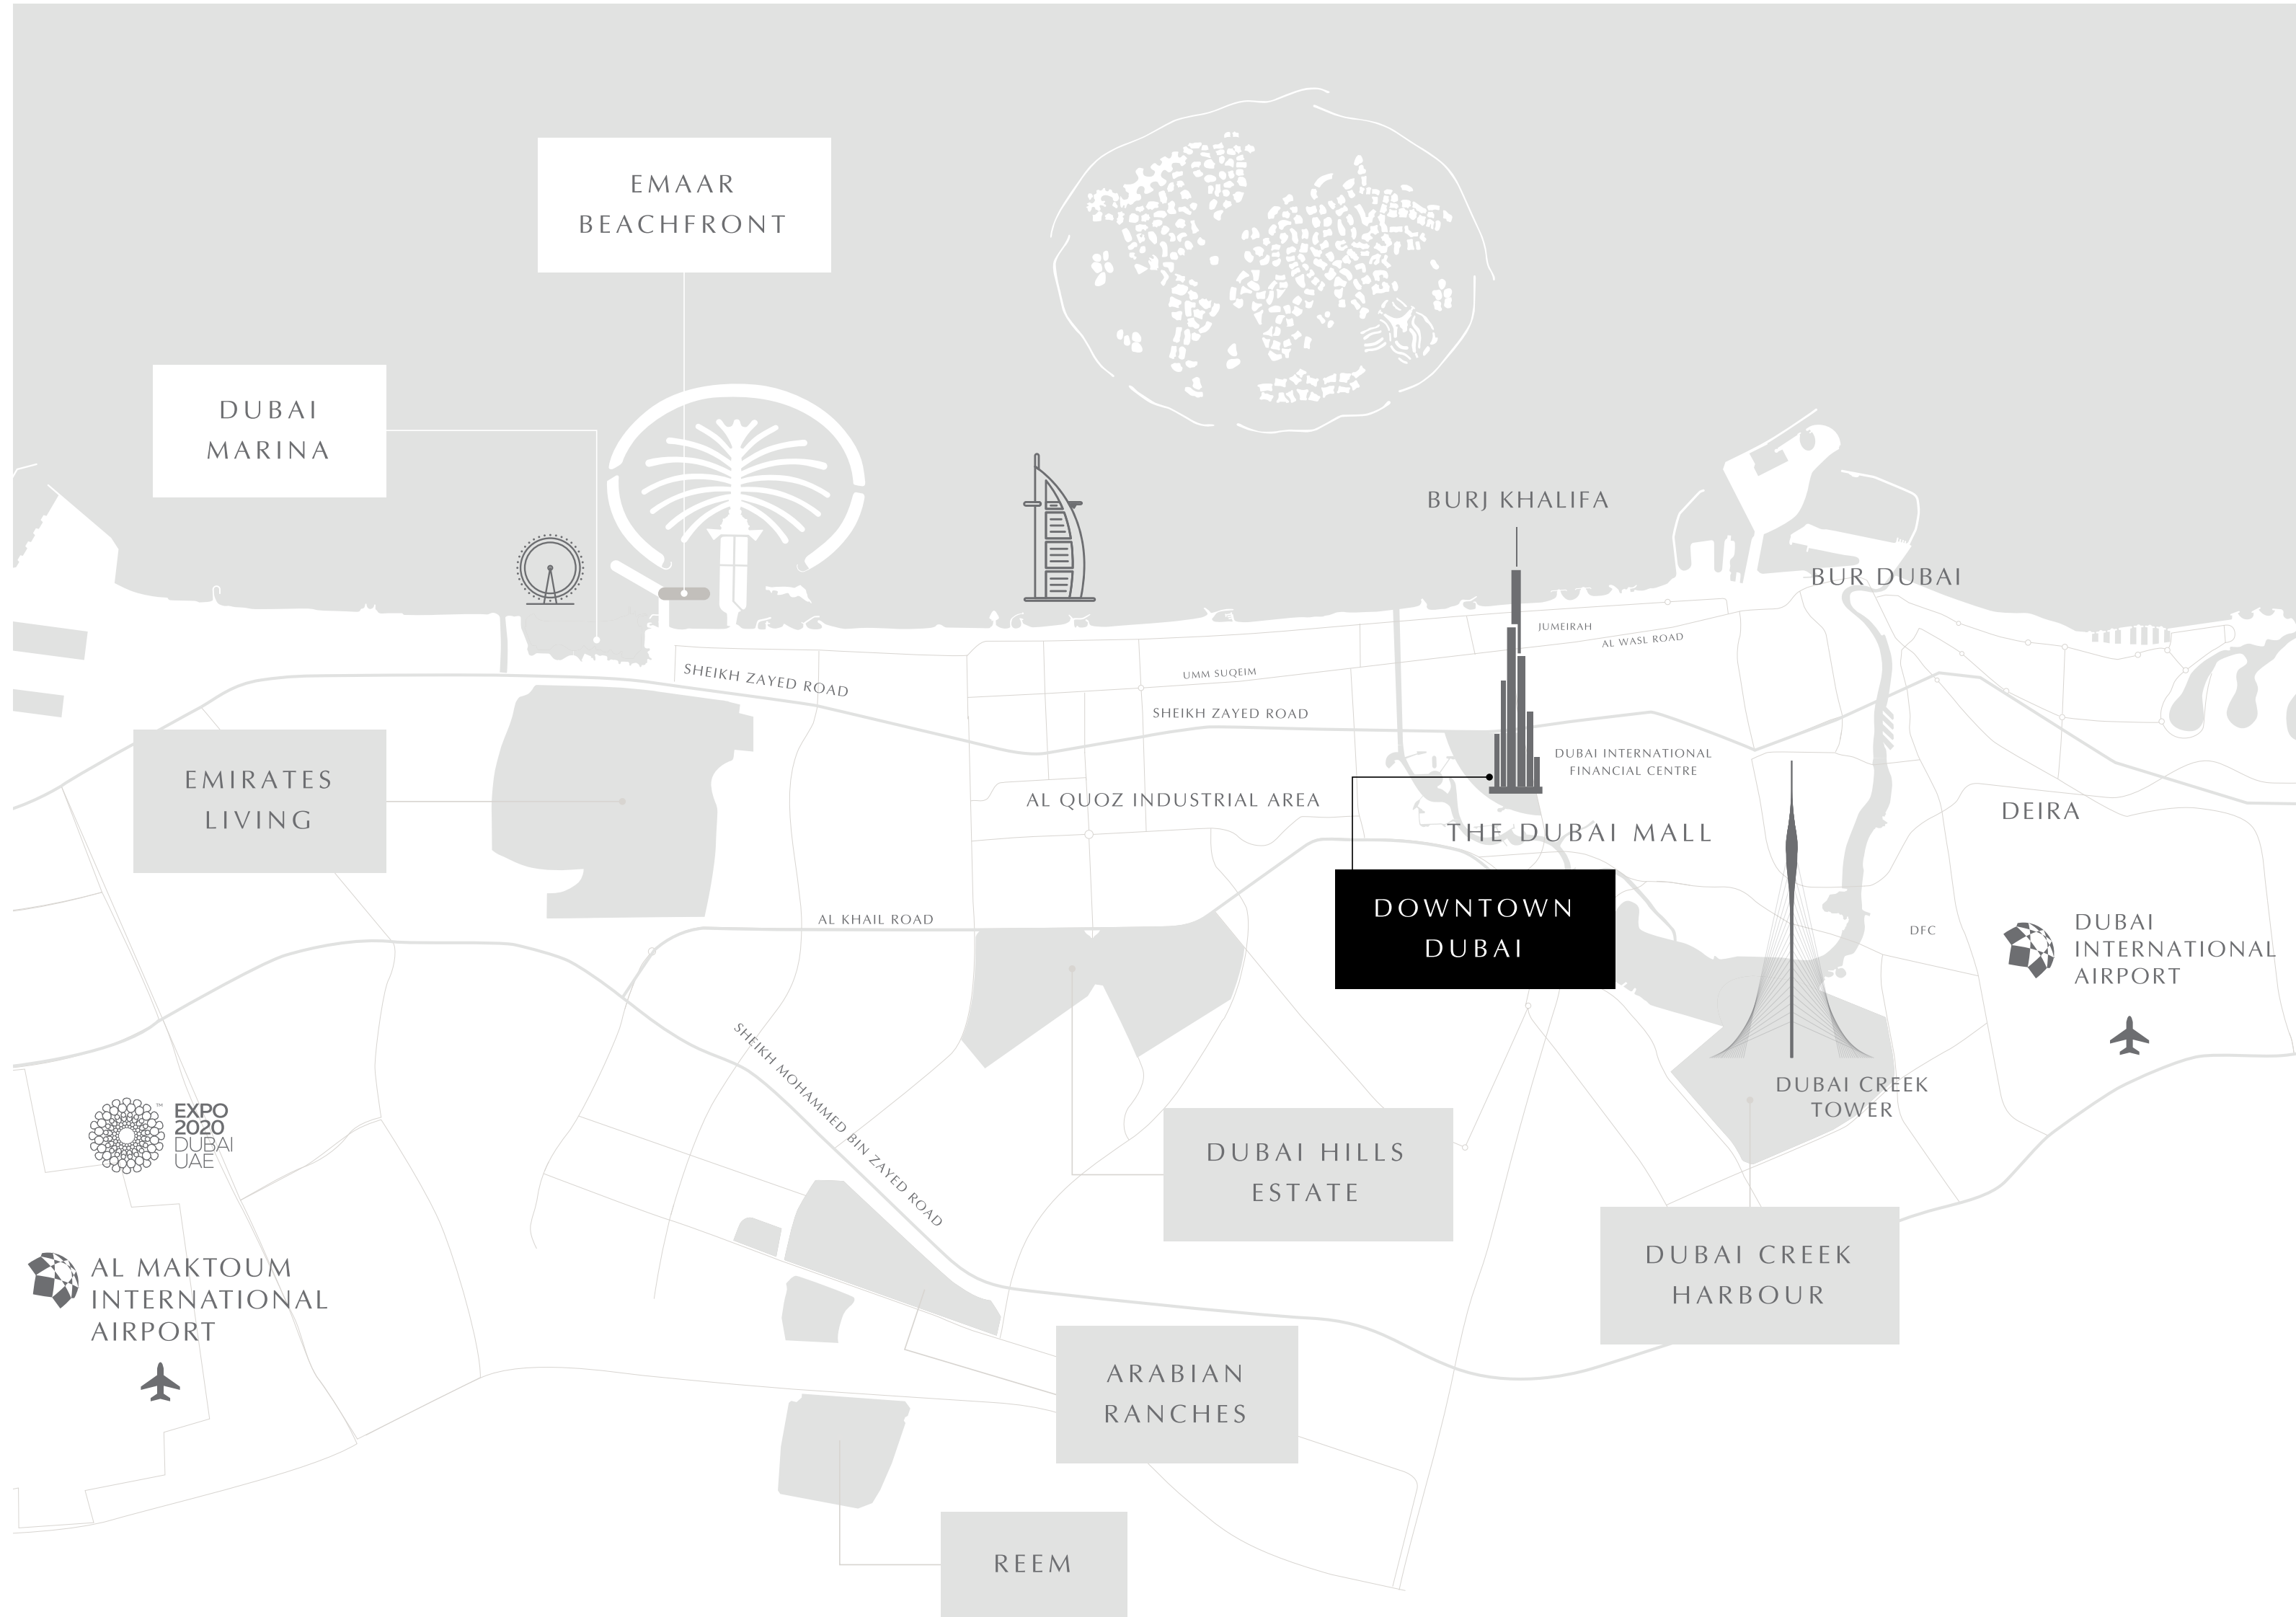 EMAAR
BEACHFRONT
DUBAI
MARINA
BURJ KHALIFA
BUR DUBAI
JUMEIRAH
AL WASL ROAD
SHEIKH ZAYED ROAD
UMM SUQEIM
SHEIKH ZAYED ROAD
DUBAI INTERNATIONAL
FINANCIAL CENTRE
EMIRATES
LIVING
AL QUOZ INDUSTRIAL AREA
DEIRA
THE DUBAI MALL
DOWNTOWN
DUBAI
AL KHAIL ROAD
DFC
DUBAI
INTERNATIONAL
AIRPORT
SHEIKH MOHAMMED BIN ZAYED ROAD
DUBAI CREEK
TOWER
™
EXPO
2020
DUBAI
UAE
DUBAI HILLS
ESTATE
DUBAI CREEK
HARBOUR
AL MAKTOUM
INTERNATIONAL
AIRPORT
ARABIAN
RANCHES
REEM